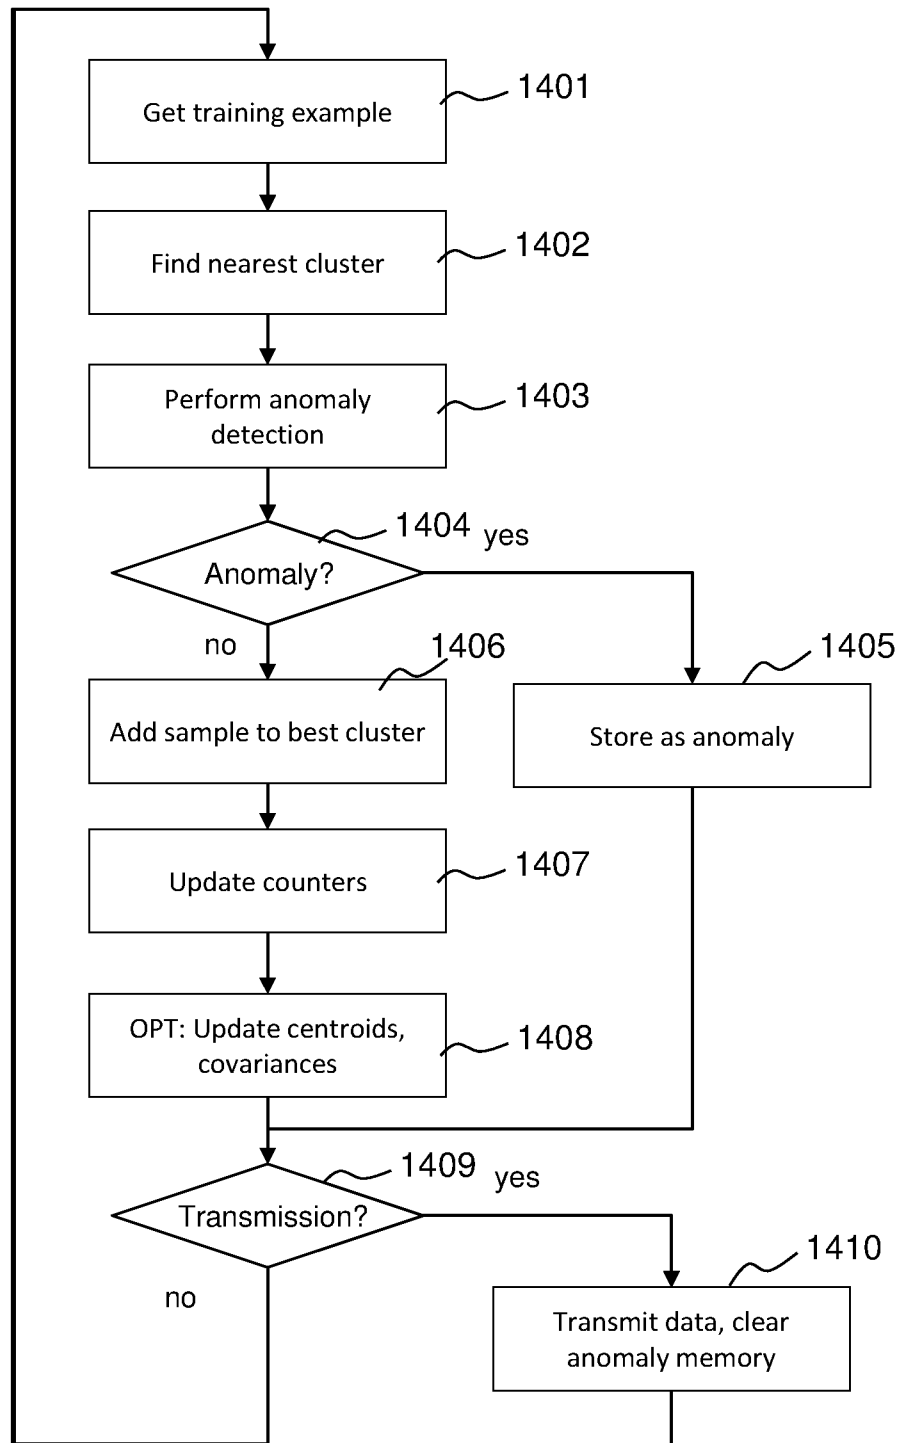 Get training example
1401
Find nearest cluster
1402
Perform anomaly
detection
1403
1404
yes
Anomaly?
no
1406
1405
Add sample to best cluster
Store as anomaly
Update counters
1407
OPT: Update centroids,
covariances
1408
1409
yes
Transmission?
no
1410
Transmit data, clear
anomaly memory